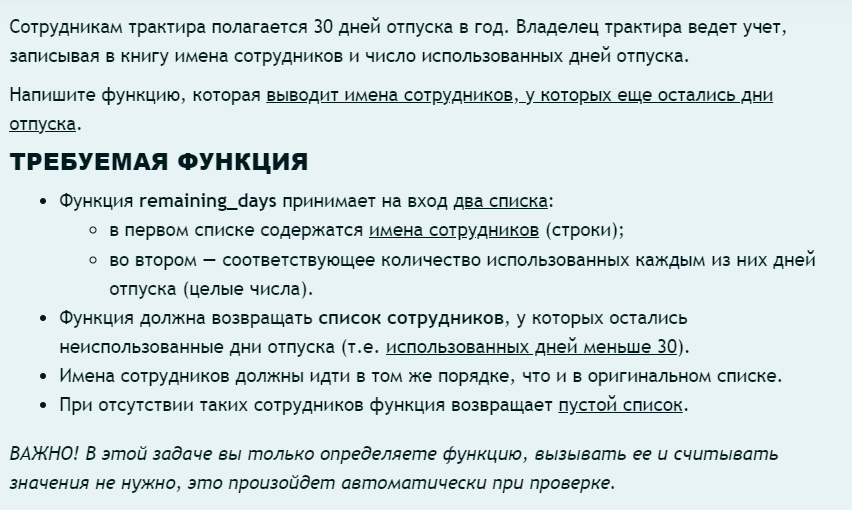 Сотрудникам трактира полагается 30 дней отпуска в год. Владелец трактира ведет учет,
записывая в книгу имена сотрудников и число использованных дней отпуска.
Напишите функцию, которая выводит имена сотрудников, у которых еще остались дни
отпуска.
ТРЕБУЕМАЯ ФУНКЦИЯ
• Функция remaining_days принимает на вход два списка:
◦ в первом списке содержатся имена сотрудников (строки);
◦ во втором — соответствующее количество использованных каждым из них дней
отпуска (целые числа).
• Функция должна возвращать список сотрудников, у которых остались
неиспользованные дни отпуска (т.е. использованных дней меньше 30).
• Имена сотрудников должны идти в том же порядке, что и в оригинальном списке.
• При отсутствии таких сотрудников функция возвращает пустой список.
ВАЖНО! В этой задаче вы только определяете функцию, вызывать ее и считывать
значения не нужно, это произойдет автоматически при проверке.